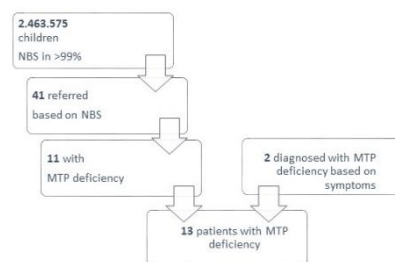 2.463.575
children
NBS in >99%
41 referred
based on NBS
11 with
MTP deficiency
2 diagnosed with MTP
deficiency based on
symptoms
13 patients with MTP
deficiency